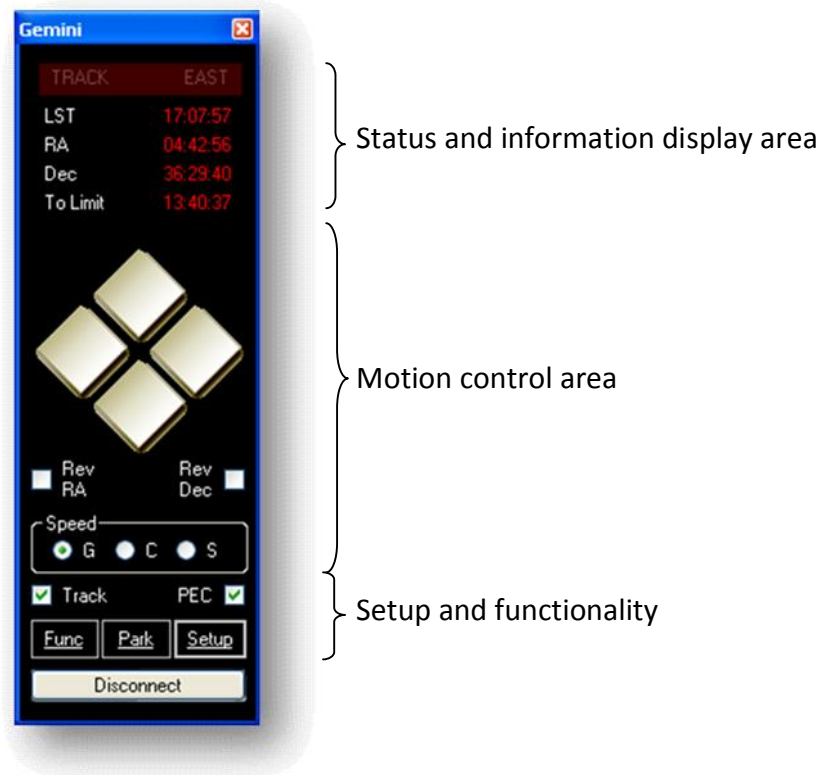 Gemini
TRACK EAST
LST 17:07:57
RA 04:42:56
Dec 36:29:40
To Limit 13:40:37
Status and information display area
Motion control area
Rev RA
Rev Dec
Speed
G C S
Track PEC
Setup and functionality
Func Park Setup
Disconnect